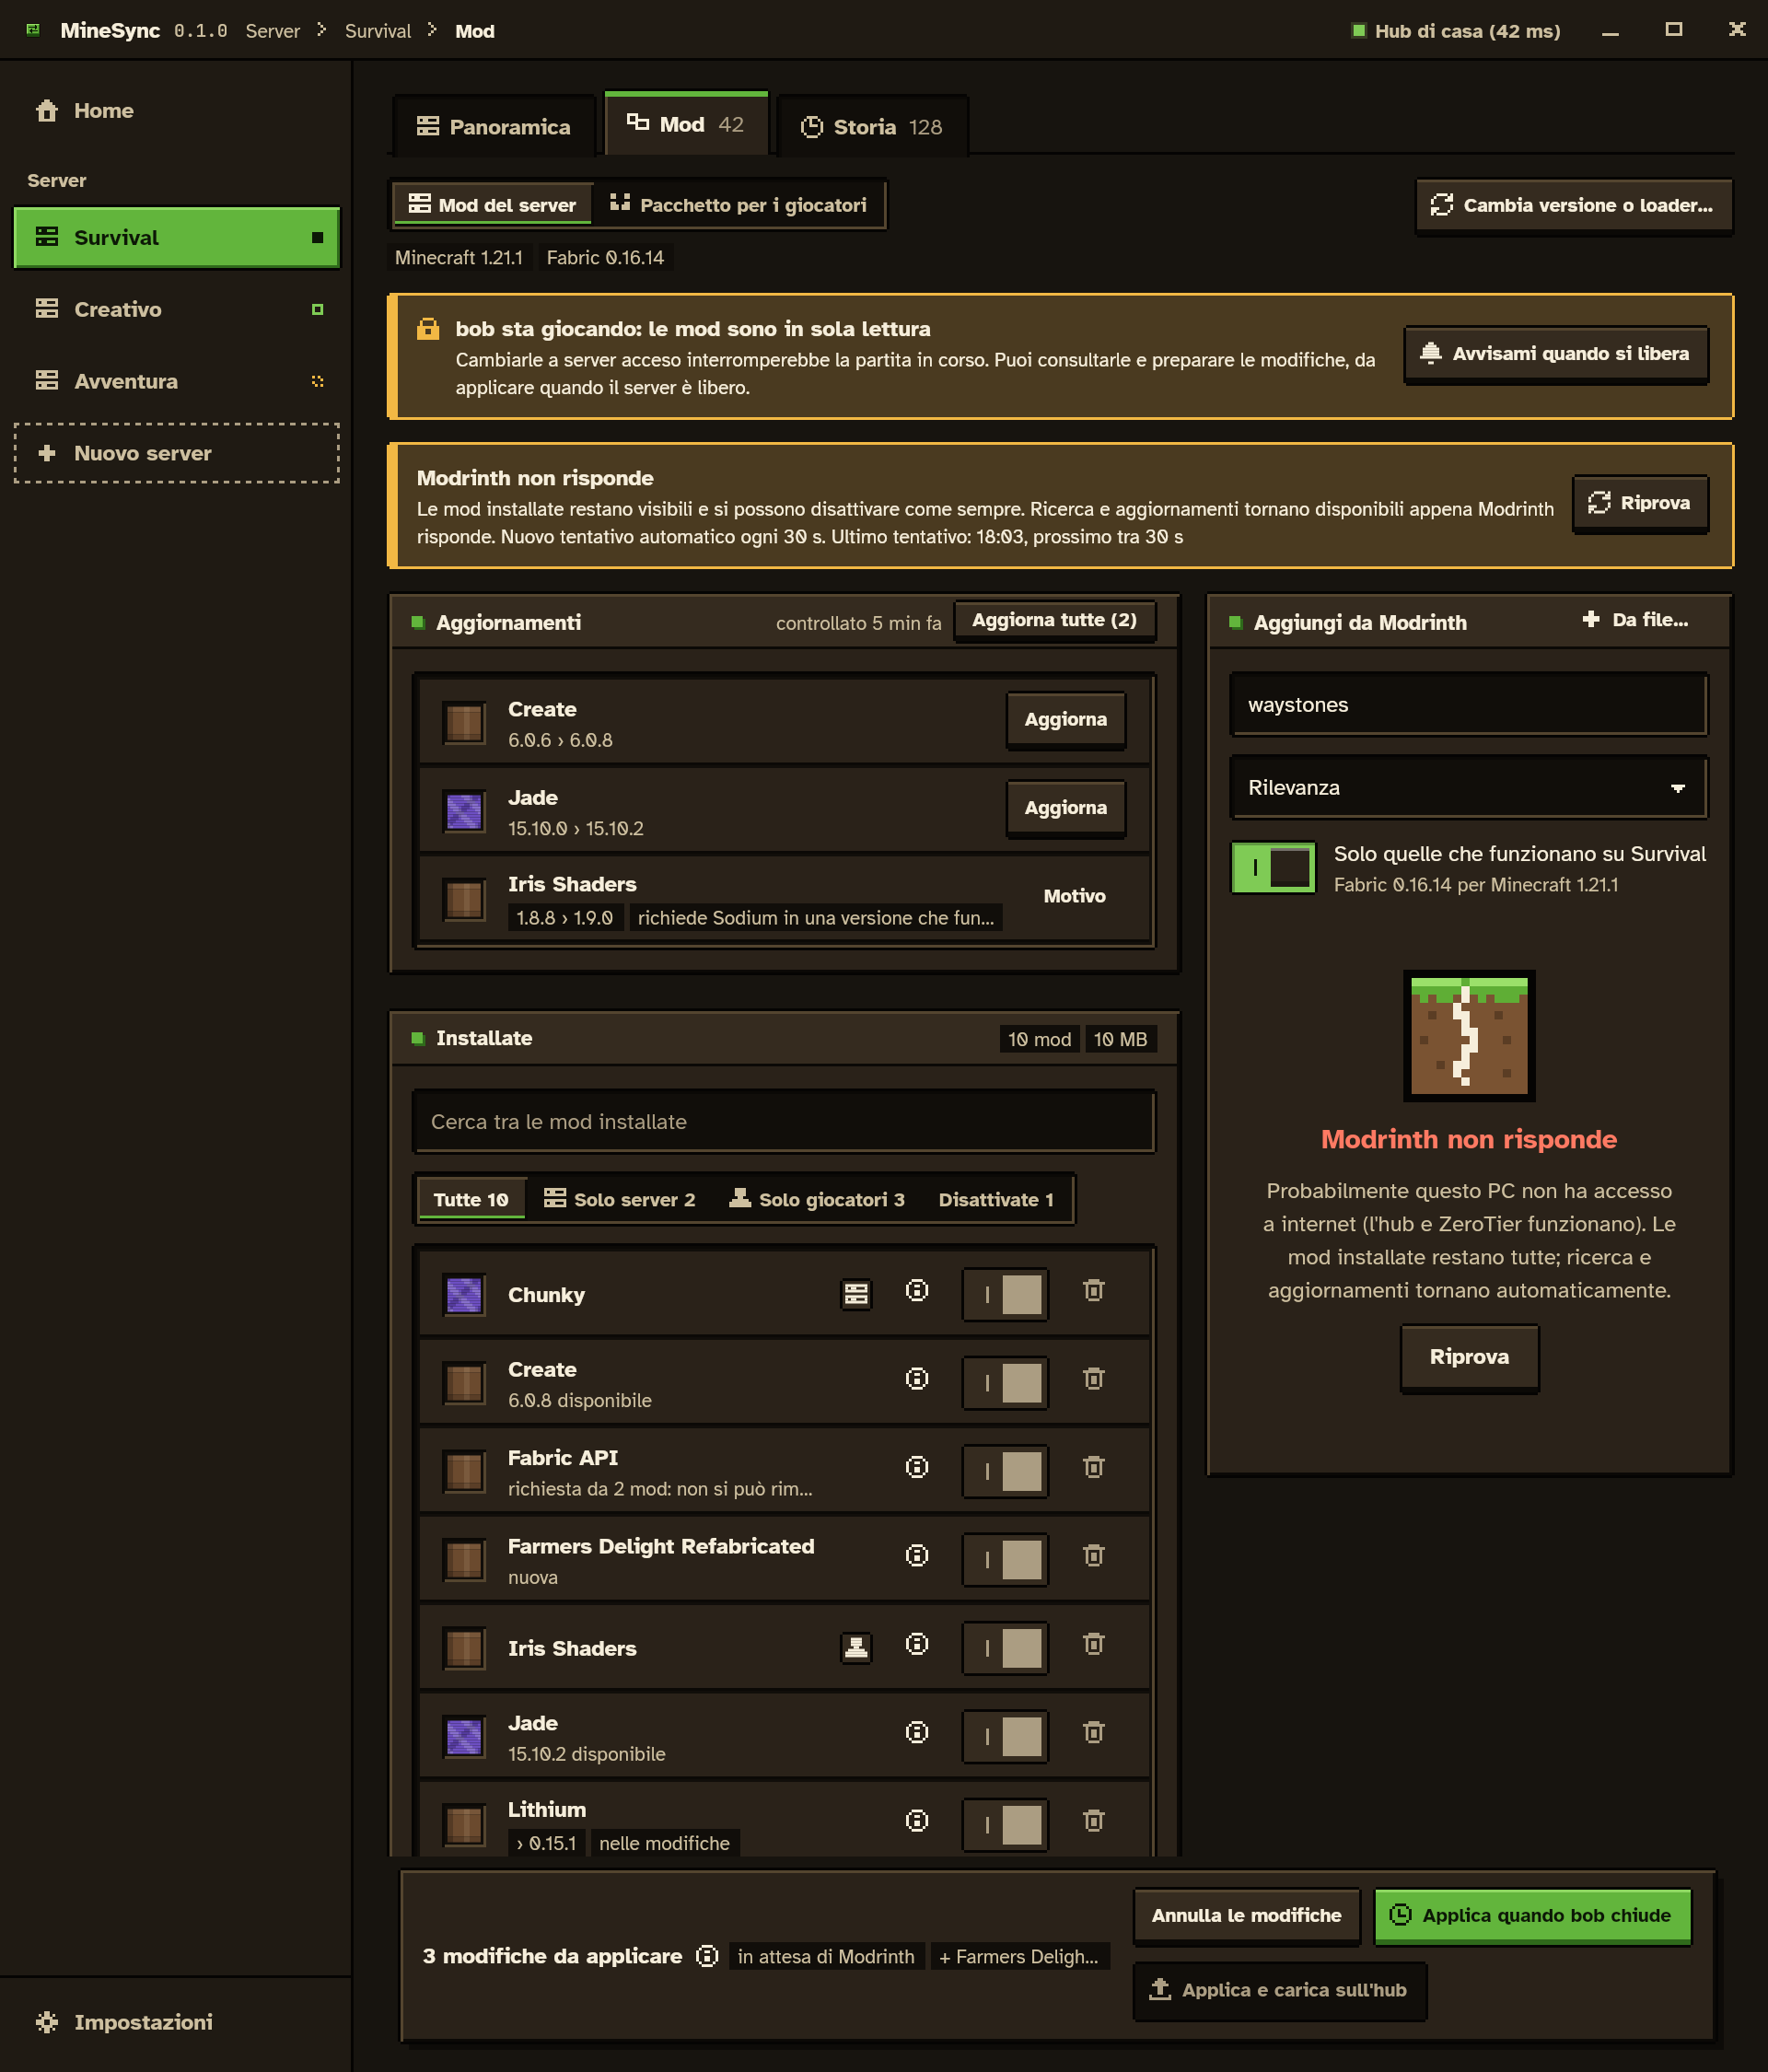 MineSync 0.1.0 Server Survival Mod
Hub di casa (42 ms)
Home
Server
Survival
Creativo
Avventura
Nuovo server
Impostazioni
Panoramica
Mod 42
Storia 128
Mod del server
Pacchetto per i giocatori
Cambia versione o loader...
Minecraft 1.21.1
Fabric 0.16.14
bob sta giocando: le mod sono in sola lettura
Cambiarle a server acceso interromperebbe la partita in corso. Puoi consultarle e preparare le modifiche, da
applicare quando il server è libero.
Avvisami quando si libera
Modrinth non risponde
Le mod installate restano visibili e si possono disattivare come sempre. Ricerca e aggiornamenti tornano disponibili appena Modrinth
risponde. Nuovo tentativo automatico ogni 30 s. Ultimo tentativo: 18:03, prossimo tra 30 s
Riprova
Aggiornamenti
controllato 5 min fa
Aggiorna tutte (2)
Create
6.0.6 › 6.0.8
Aggiorna
Jade
15.10.0 › 15.10.2
Aggiorna
Iris Shaders
1.8.8 › 1.9.0
richiede Sodium in una versione che fun...
Motivo
Installate
10 mod
10 MB
Cerca tra le mod installate
Tutte 10
Solo server 2
Solo giocatori 3
Disattivate 1
Chunky
Create
6.0.8 disponibile
Fabric API
richiesta da 2 mod: non si può rim...
Farmers Delight Refabricated
nuova
Iris Shaders
Jade
15.10.2 disponibile
Lithium
› 0.15.1
nelle modifiche
Aggiungi da Modrinth
Da file...
waystones
Rilevanza
Solo quelle che funzionano su Survival
Fabric 0.16.14 per Minecraft 1.21.1
Modrinth non risponde
Probabilmente questo PC non ha accesso
a internet (l'hub e ZeroTier funzionano). Le
mod installate restano tutte; ricerca e
aggiornamenti tornano automaticamente.
Riprova
3 modifiche da applicare
in attesa di Modrinth
+ Farmers Deligh...
Annulla le modifiche
Applica quando bob chiude
Applica e carica sull'hub